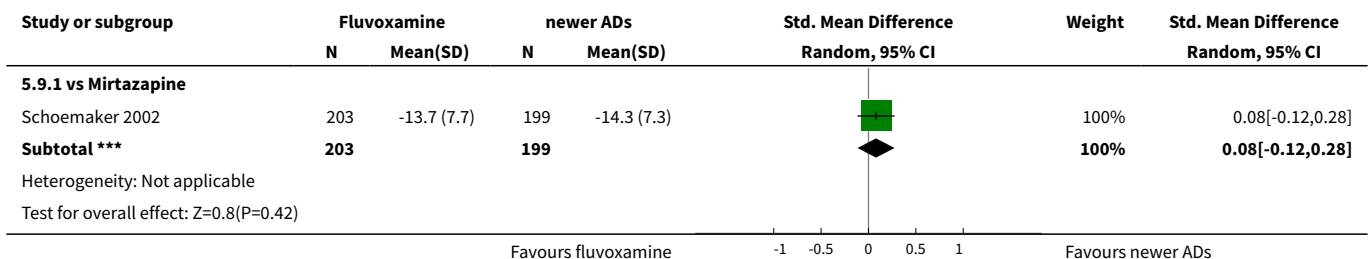 Study or subgroup Fluvoxamine newer ADs Std. Mean Difference Weight Std. Mean Difference
N Mean(SD) N Mean(SD) Random, 95% CI Random, 95% CI
5.9.1 vs Mirtazapine
Schoemaker 2002 203 -13.7 (7.7) 199 -14.3 (7.3) 100% 0.08[-0.12,0.28]
Subtotal *** 203 199 100% 0.08[-0.12,0.28]
Heterogeneity: Not applicable
Test for overall effect: Z=0.8(P=0.42)
Favours fluvoxamine -1 -0.5 0 0.5 1 Favours newer ADs